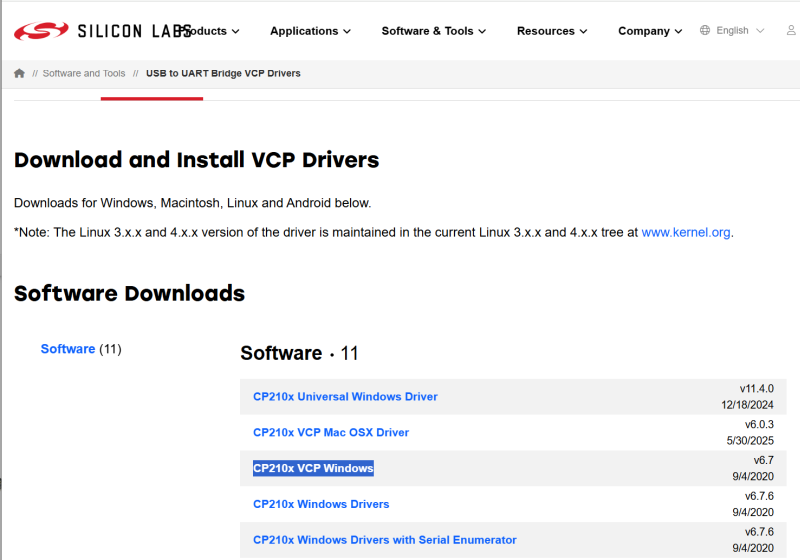 SILICON LABS
Products
Applications
Software & Tools
Resources
Company
English
// Software and Tools // USB to UART Bridge VCP Drivers
Download and Install VCP Drivers
Downloads for Windows, Macintosh, Linux and Android below.
*Note: The Linux 3.x.x and 4.x.x version of the driver is maintained in the current Linux 3.x.x and 4.x.x tree at www.kernel.org.
Software Downloads
Software (11)
Software · 11
CP210x Universal Windows Driver
v11.4.0
12/18/2024
CP210x VCP Mac OSX Driver
v6.0.3
5/30/2025
CP210x VCP Windows
v6.7
9/4/2020
CP210x Windows Drivers
v6.7.6
9/4/2020
CP210x Windows Drivers with Serial Enumerator
v6.7.6
9/4/2020